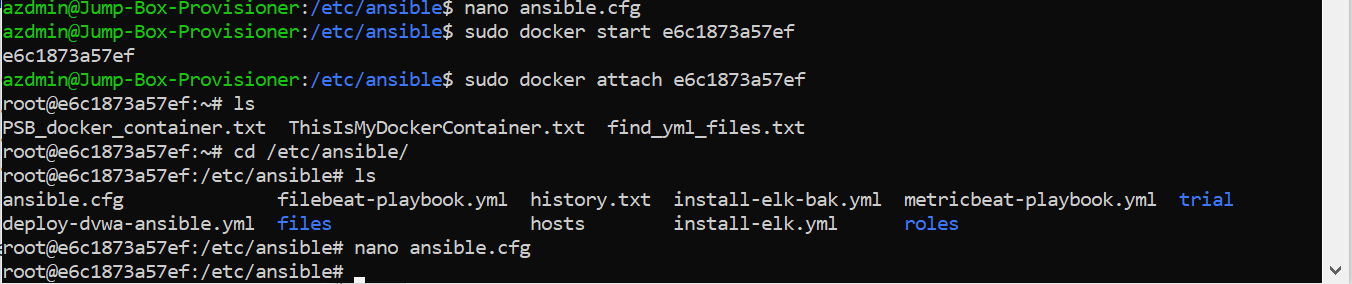 azdmin@Jump-Box-Provisioner:/etc/ansible$ nano ansible.cfg
azdmin@Jump-Box-Provisioner:/etc/ansible$ sudo docker start e6c1873a57ef
e6c1873a57ef
azdmin@Jump-Box-Provisioner:/etc/ansible$ sudo docker attach e6c1873a57ef
root@e6c1873a57ef:~# ls
PSB_docker_container.txt  ThisIsMyDockerContainer.txt  find_yml_files.txt
root@e6c1873a57ef:~# cd /etc/ansible/
root@e6c1873a57ef:/etc/ansible# ls
ansible.cfg             filebeat-playbook.yml  history.txt  install-elk-bak.yml  metricbeat-playbook.yml  trial
deploy-dvwa-ansible.yml  files                  hosts        install-elk.yml      roles
root@e6c1873a57ef:/etc/ansible# nano ansible.cfg
root@e6c1873a57ef:/etc/ansible#